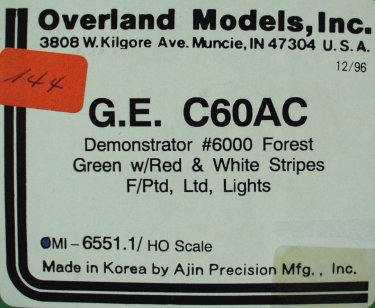 Overland Models, Inc.
3808 W. Kilgore Ave. Muncie, IN 47304 U.S.A.
12/96
144
G.E. C60AC
Demonstrator #6000 Forest
Green w/Red & White Stripes
F/Ptd, Ltd, Lights
OMI-6551.1/ HO Scale
Made in Korea by Ajin Precision Mfg., Inc.